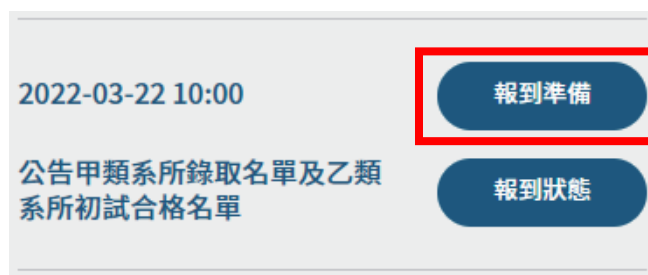 2022-03-22 10:00
報到準備
公告甲類系所錄取名單及乙類
系所初試合格名單
報到狀態